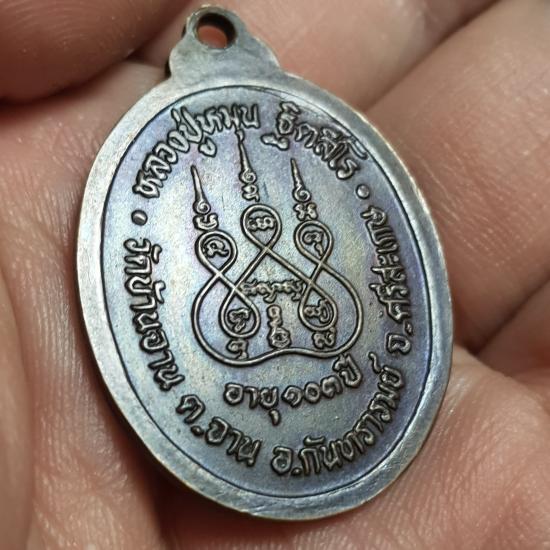 หลวงปู่หมุน ฐิตสีโล
อายุ ๑๐๓ ปี
วัดบ้านจาน ต.จาน อ.กันทรารมย์ จ.ศรีสะเกษ